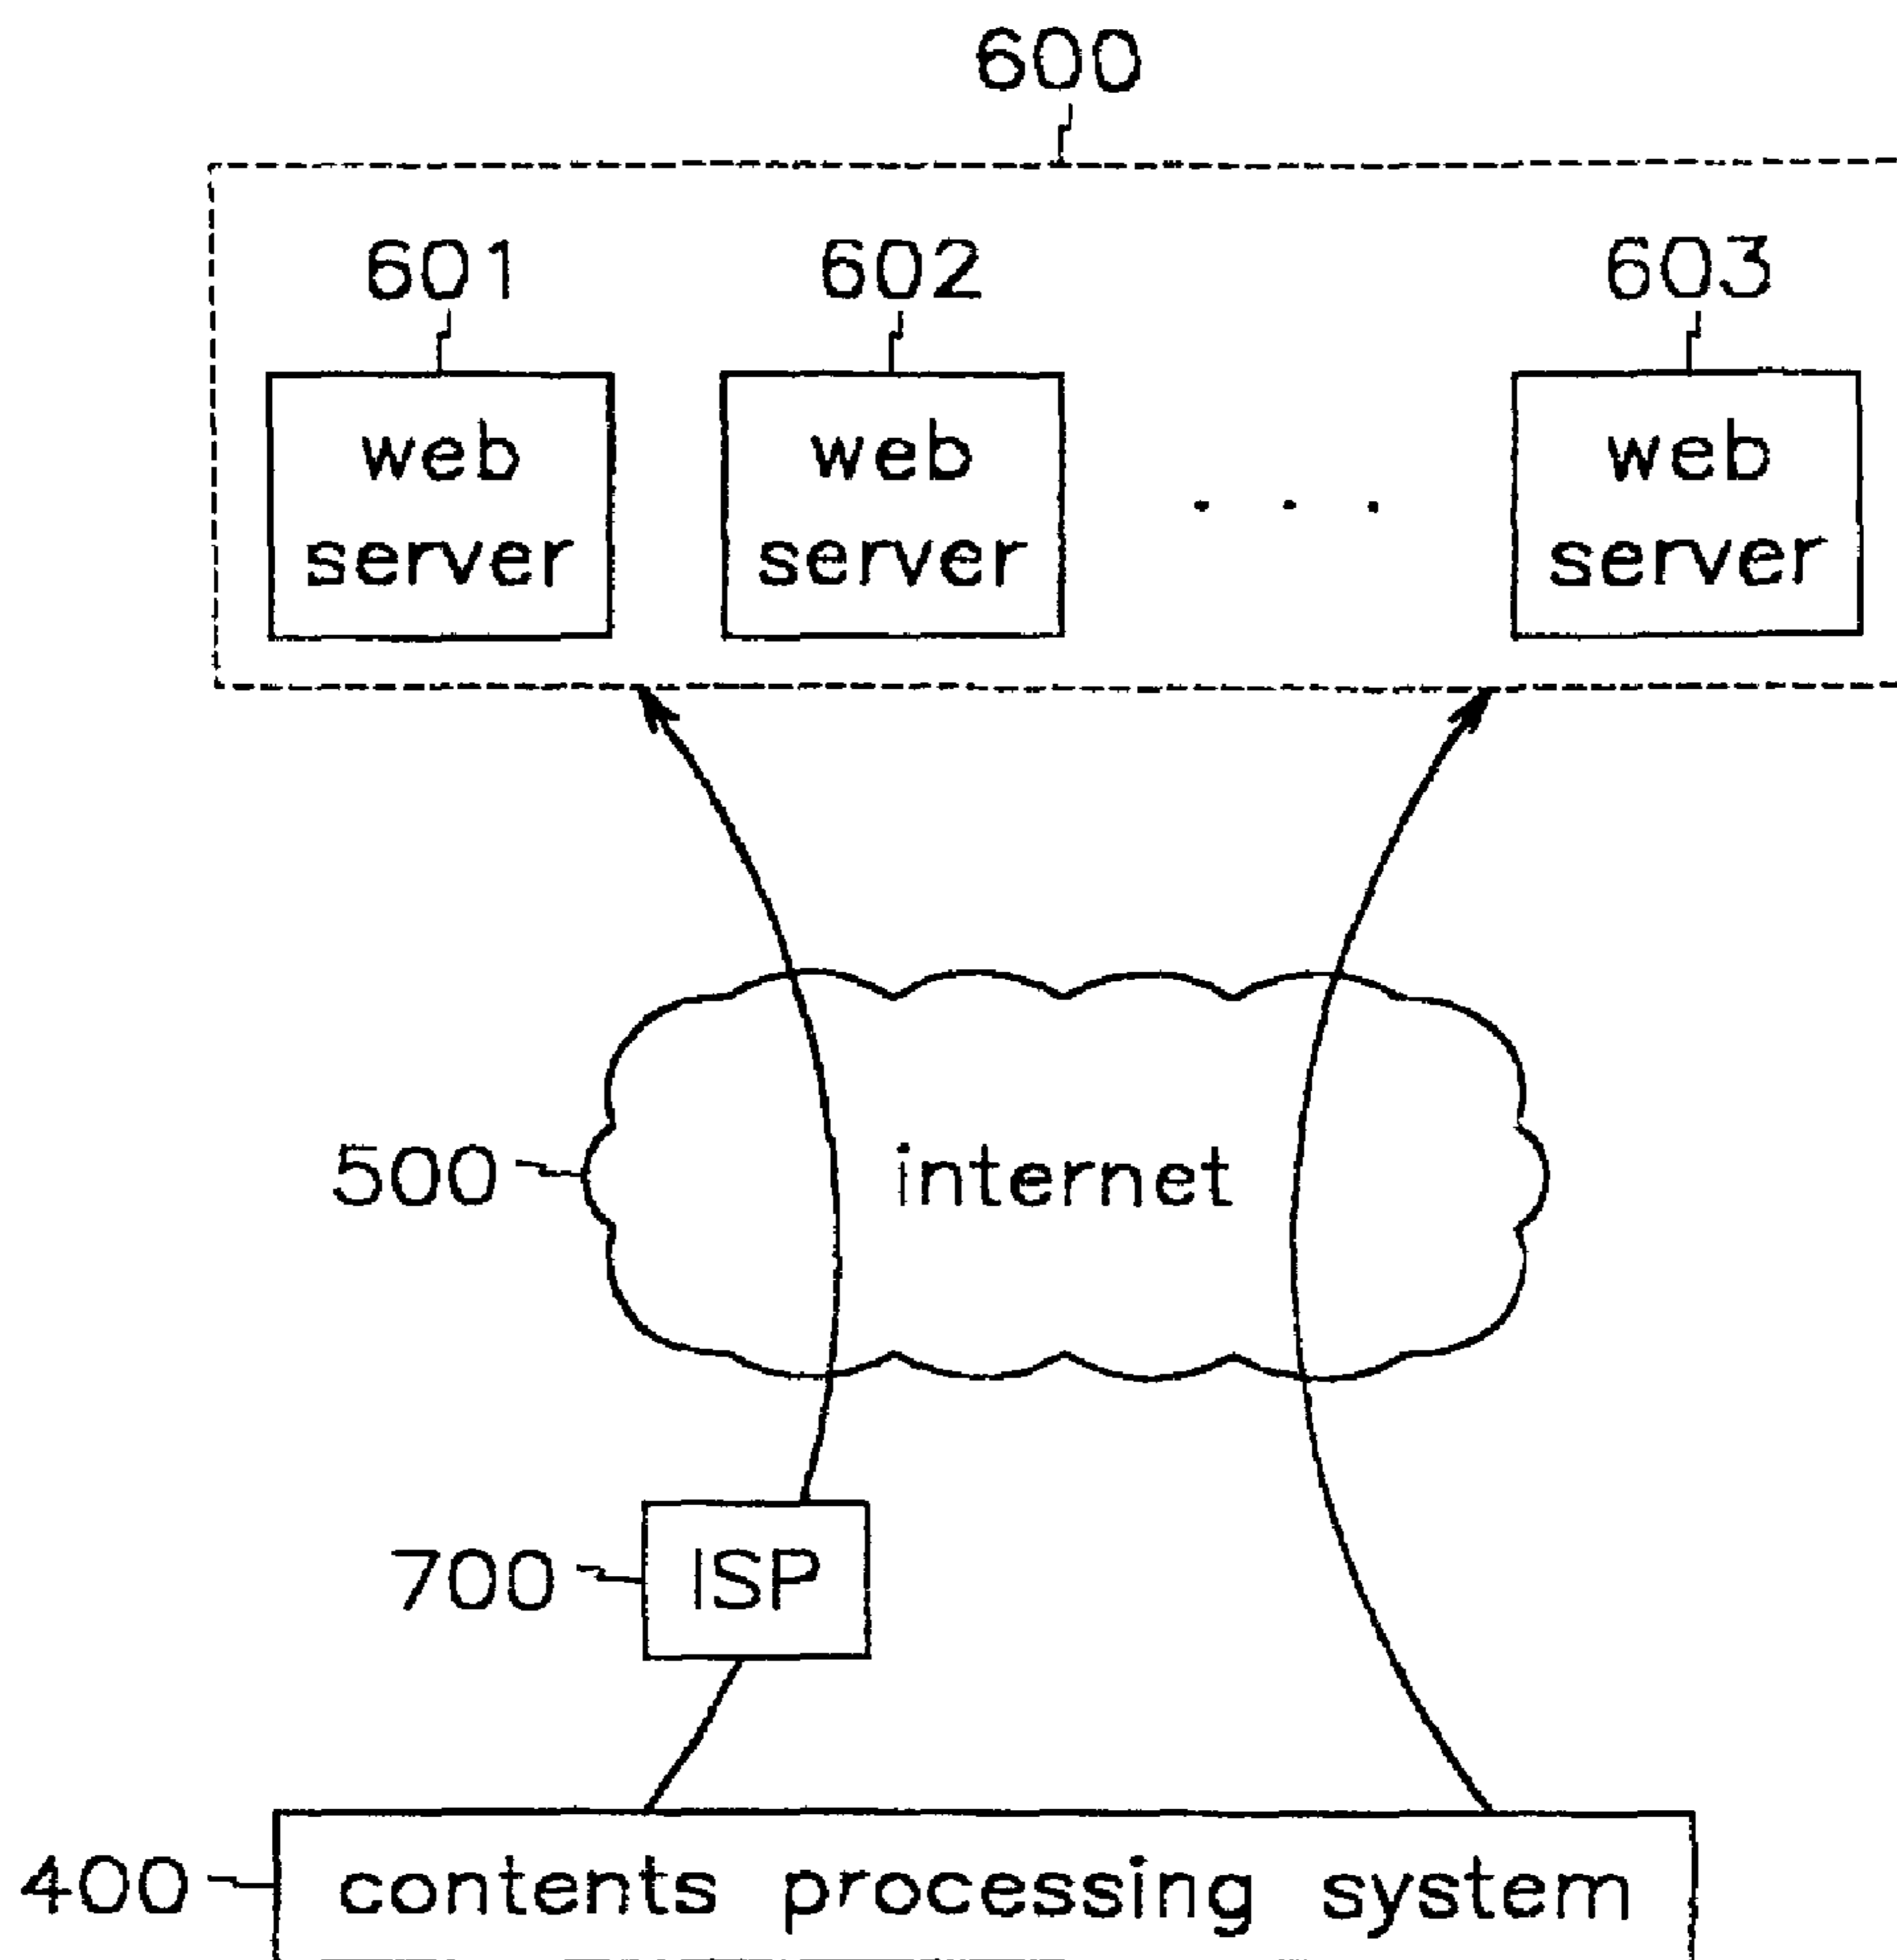 600
601 602 603
web web web
server server . . . server
500 internet
700 ISP
400 contents processing system